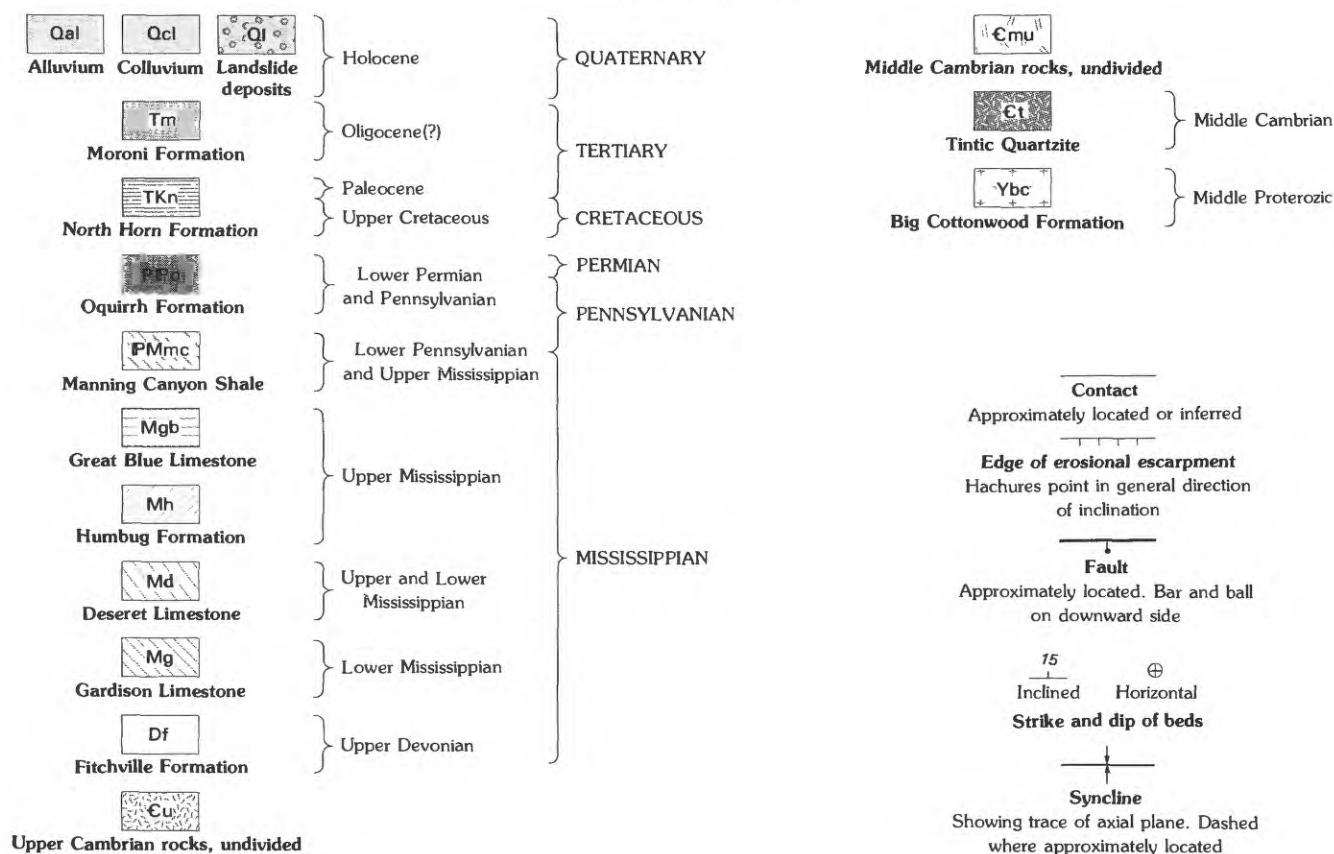 Qal
Qcl
Ql
Alluvium
Colluvium
Landslide
deposits
Holocene
QUATERNARY
Tm
Moroni Formation
Oligocene(?)
TERTIARY
TKn
North Horn Formation
Paleocene
Upper Cretaceous
CRETACEOUS
Oquirrh Formation
Lower Permian
and Pennsylvanian
PERMIAN
PENNSYLVANIAN
IPMmc
Manning Canyon Shale
Lower Pennsylvanian
and Upper Mississippian
Mgb
Great Blue Limestone
Upper Mississippian
Mh
Humbug Formation
MISSISSIPPIAN
Md
Deseret Limestone
Upper and Lower
Mississippian
Mg
Gardison Limestone
Lower Mississippian
Df
Fitchville Formation
Upper Devonian
Єu
Upper Cambrian rocks, undivided
Єmu
Middle Cambrian rocks, undivided
Єt
Tintic Quartzite
Middle Cambrian
Ybc
Big Cottonwood Formation
Middle Proterozic
Contact
Approximately located or inferred
Edge of erosional escarpment
Hachures point in general direction
of inclination
Fault
Approximately located. Bar and ball
on downward side
15
Inclined
Horizontal
Strike and dip of beds
Syncline
Showing trace of axial plane. Dashed
where approximately located